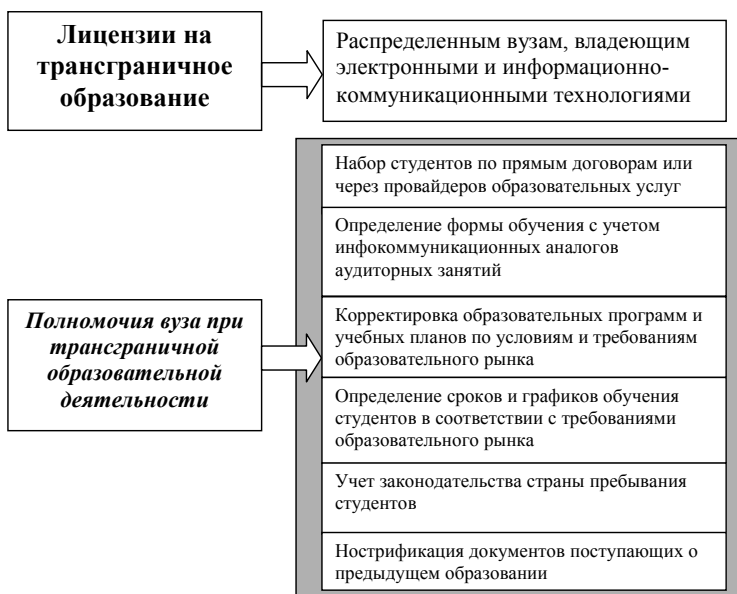 Лицензии на
трансграничное
образование
Распределенным вузам, владеющим
электронными и информационно-
коммуникационными технологиями
Полномочия вуза при
трансграничной
образовательной
деятельности
Набор студентов по прямым договорам или
через провайдеров образовательных услуг
Определение формы обучения с учетом
инфокоммуникационных аналогов
аудиторных занятий
Корректировка образовательных программ и
учебных планов по условиям и требованиям
образовательного рынка
Определение сроков и графиков обучения
студентов в соответствии с требованиями
образовательного рынка
Учет законодательства страны пребывания
студентов
Нострификация документов поступающих о
предыдущем образовании